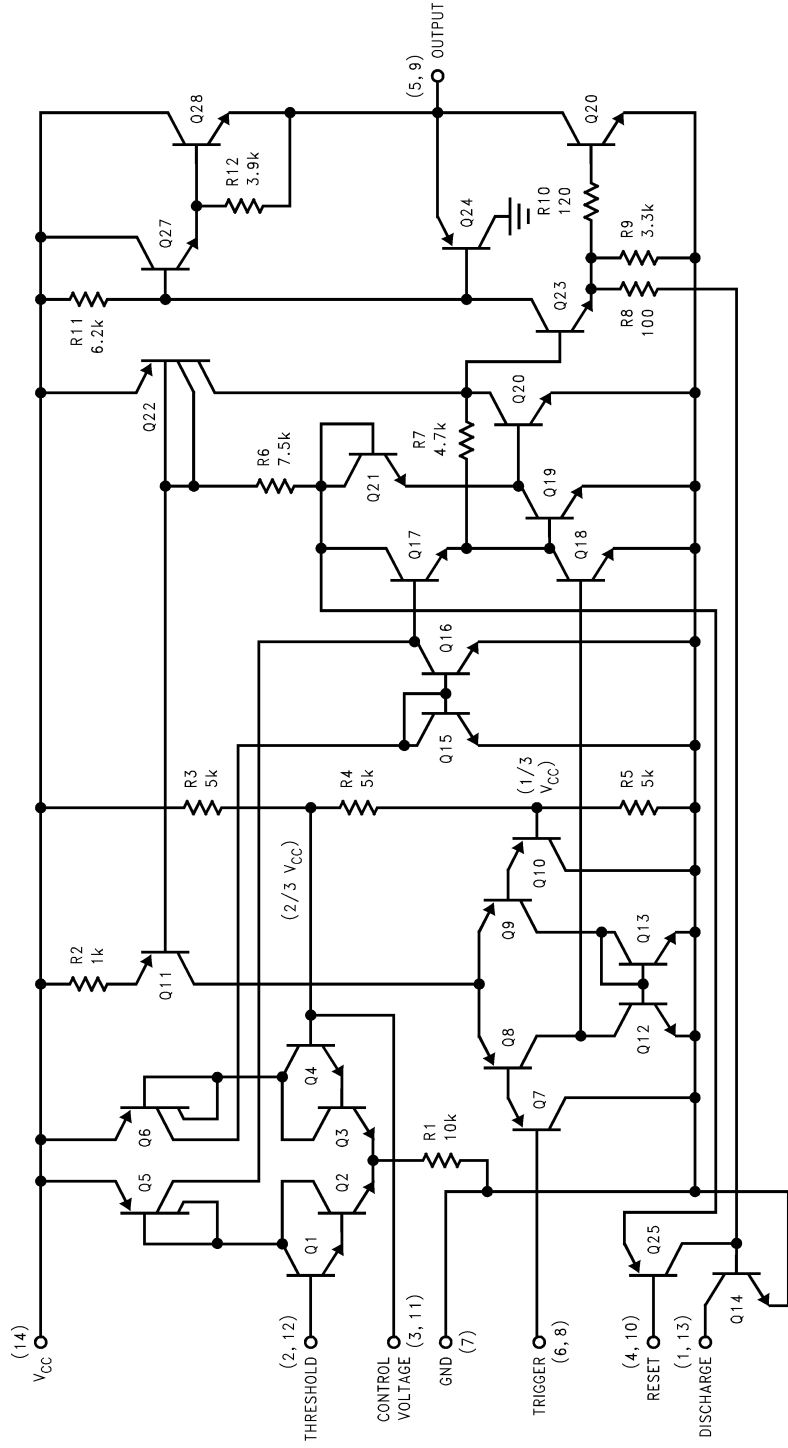 (14)
VCC
(2, 12)
THRESHOLD
CONTROL
VOLTAGE
(3, 11)
GND
(7)
TRIGGER
(6, 8)
(4, 10)
RESET
(1, 13)
DISCHARGE
Q5
Q6
Q1
Q2
Q3
Q4
R1
10k
Q7
Q8
Q25
Q14
R2
1k
Q11
(2/3 VCC)
Q9
Q10
Q12
Q13
R3
5k
R4
5k
(1/3
VCC)
R5
5k
Q15
Q16
Q17
Q18
Q19
Q22
R6
7.5k
Q21
R7
4.7k
Q20
R11
6.2k
Q27
Q28
R12
3.9k
Q24
Q23
R10
120
R8
100
R9
3.3k
Q20
(5, 9)
OUTPUT